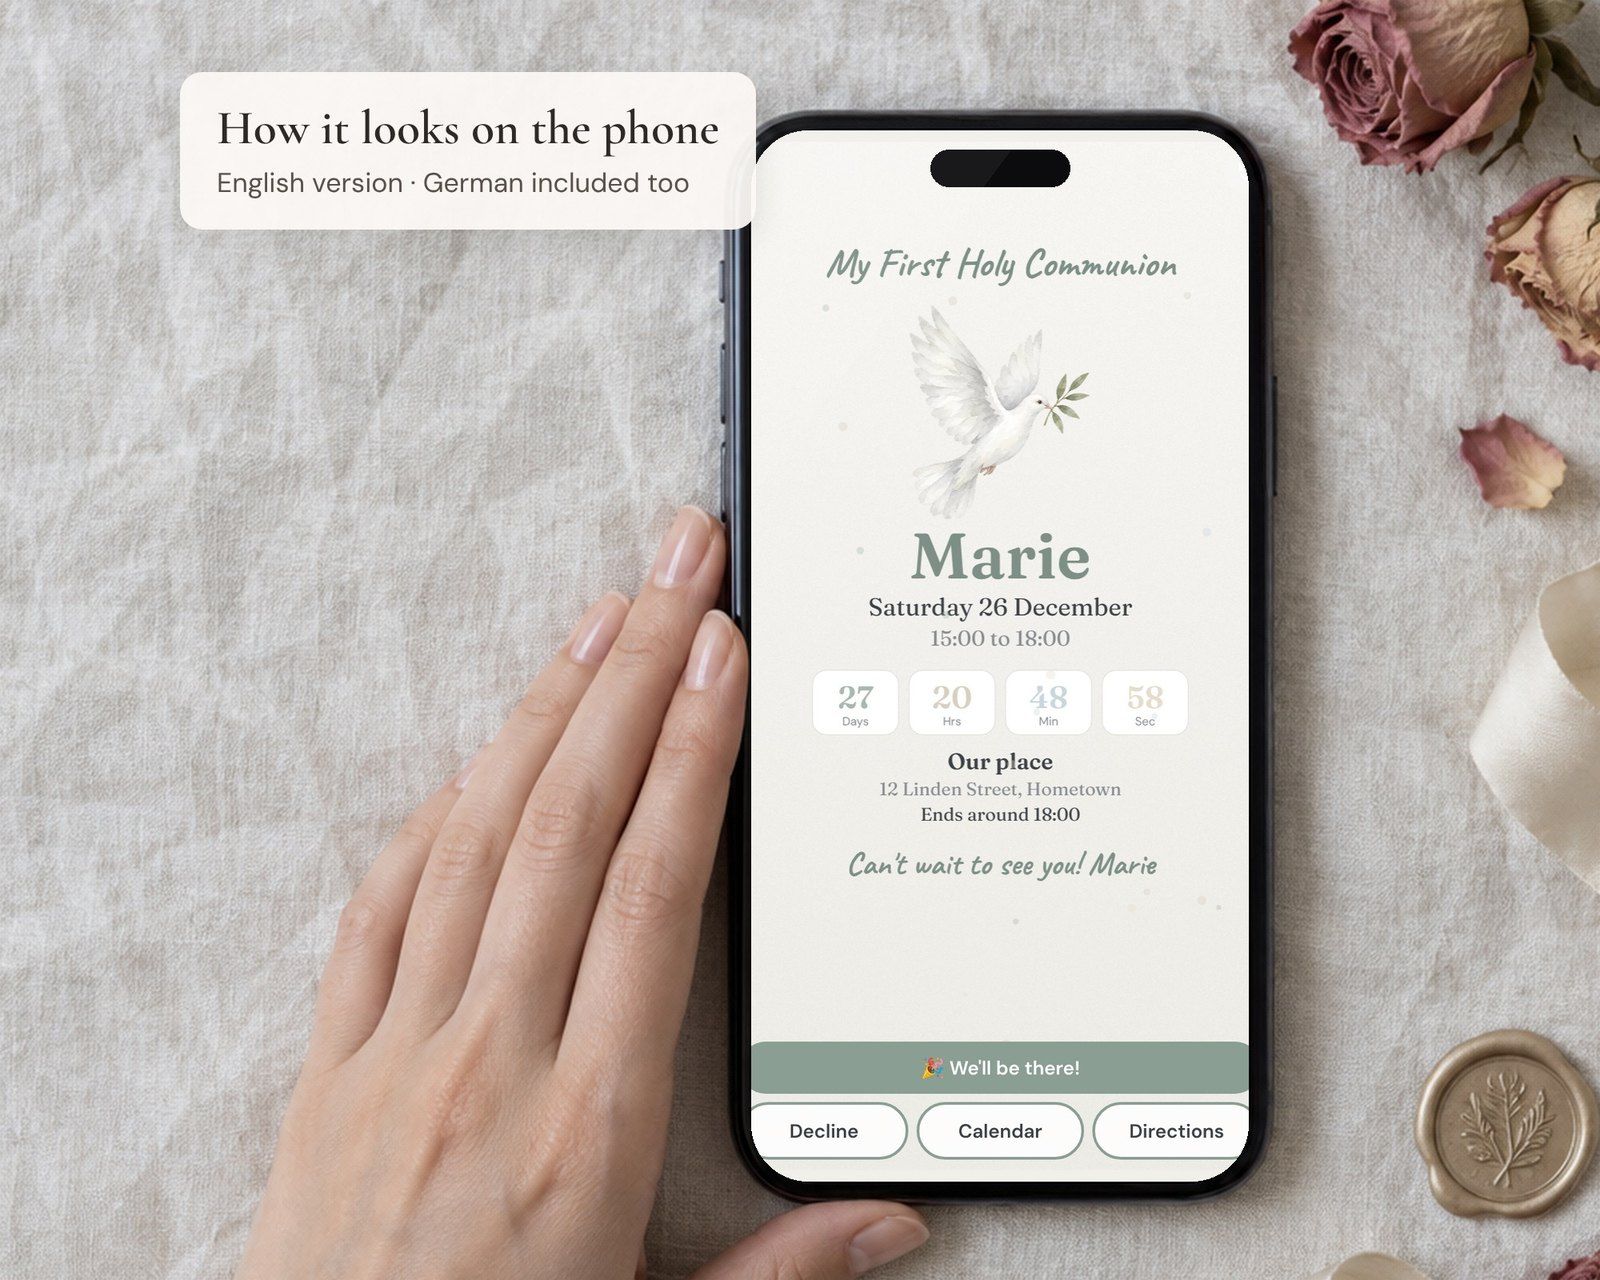 How it looks on the phone
English version · German included too
My First Holy Communion
Marie
Saturday 26 December
15:00 to 18:00
27 20 48 58
Days Hrs Min Sec
Our place
12 Linden Street, Hometown
Ends around 18:00
Can't wait to see you! Marie
🎉 We'll be there!
Decline Calendar Directions